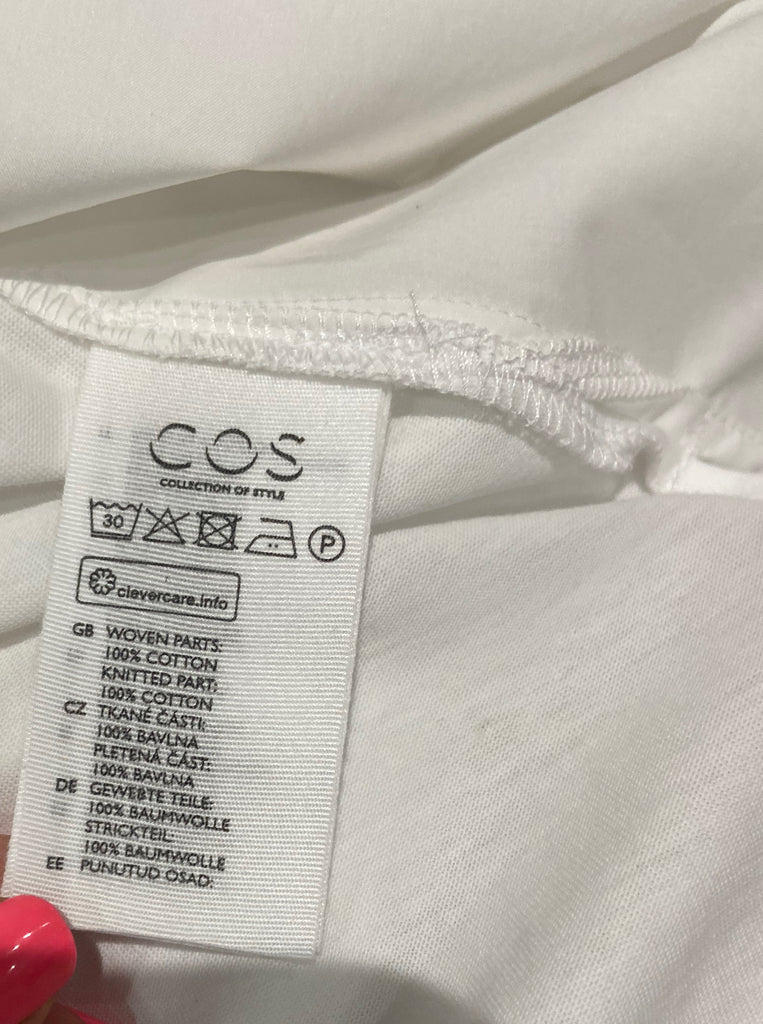 COS
COLLECTION OF STYLE
30 P
clevercare.info
GB WOVEN PARTS:
100% COTTON
KNITTED PART:
100% COTTON
CZ TKANÉ ČÁSTI:
100% BAVLNA
PLETENÁ ČÁST:
100% BAVLNA
DE GEWEBTE TEILE:
100% BAUMWOLLE
STRICKTEIL:
100% BAUMWOLLE
EE PUNUTUD OSAD: